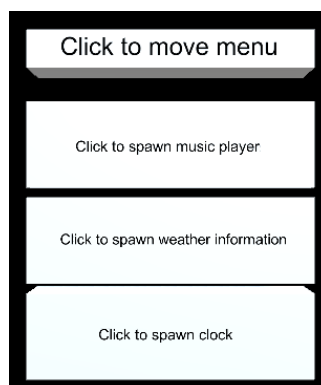 Click to move menu
Click to spawn music player
Click to spawn weather information
Click to spawn clock